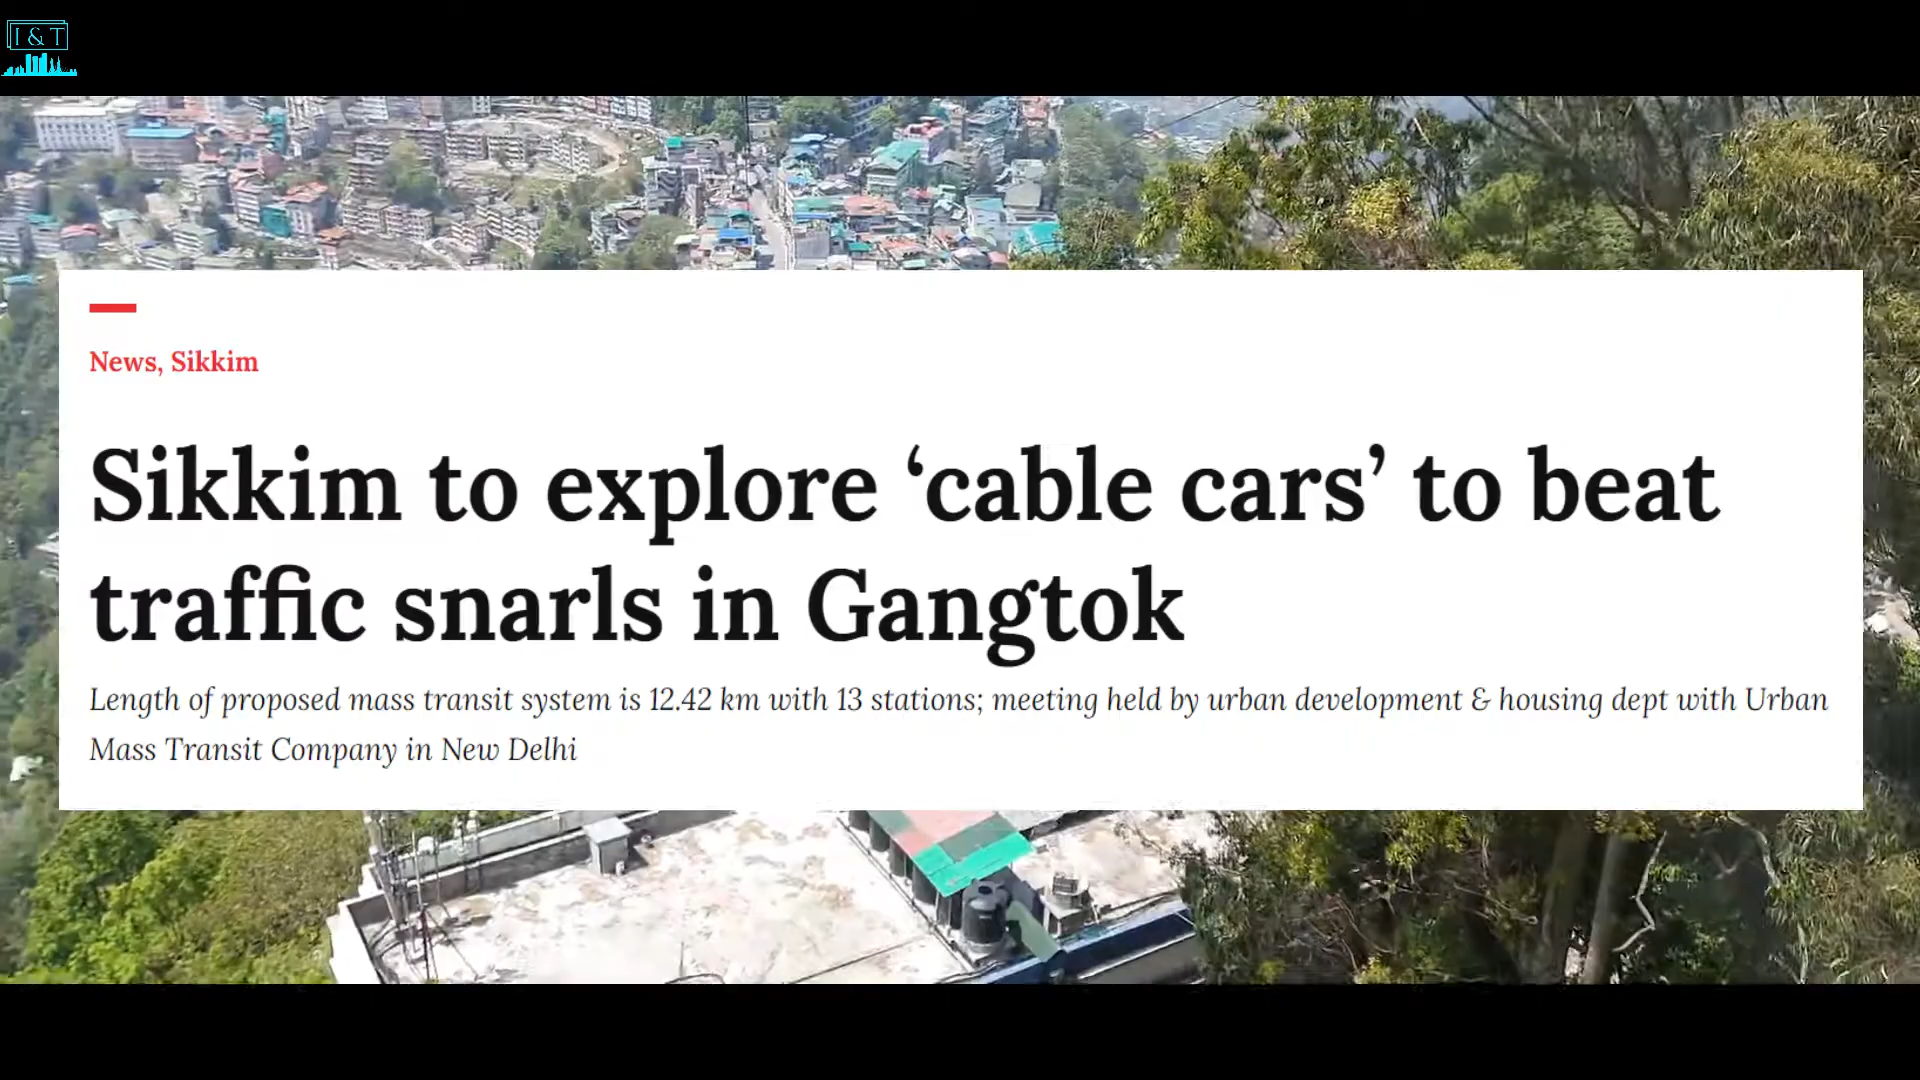 I & T
News, Sikkim
Sikkim to explore ‘cable cars’ to beat
traffic snarls in Gangtok
Length of proposed mass transit system is 12.42 km with 13 stations; meeting held by urban development & housing dept with Urban
Mass Transit Company in New Delhi